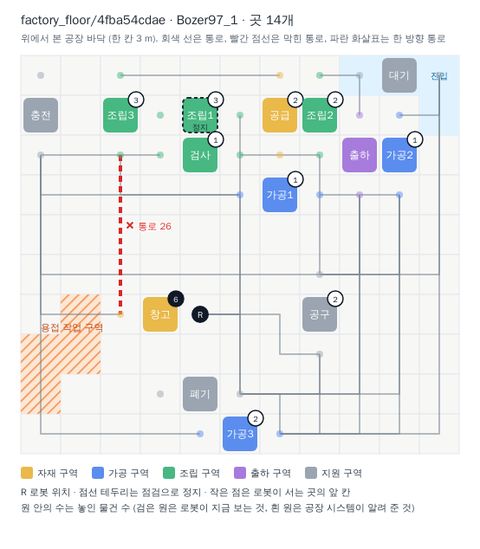 factory_floor/4fba54cdae · Bozer97_1 · 곳 14개
위에서 본 공장 바닥 (한 칸 3 m). 회색 선은 통로, 빨간 점선은 막힌 통로, 파란 화살표는 한 방향 통로
대기
진입
충전
조립3
3
조립1
3
정지
공급
2
조립2
2
검사
1
출하
가공2
1
가공1
1
✕ 통로 26
창고
6
R
공구
2
용접 작업 구역
폐기
가공3
2
자재 구역
가공 구역
조립 구역
출하 구역
지원 구역
R 로봇 위치 · 점선 테두리는 점검으로 정지 · 작은 점은 로봇이 서는 곳의 앞 칸
원 안의 수는 놓인 물건 수 (검은 원은 로봇이 지금 보는 것, 흰 원은 공장 시스템이 알려 준 것)